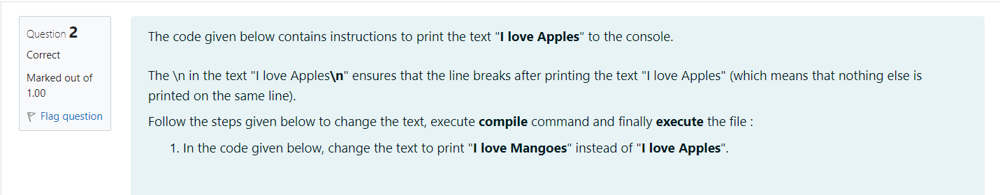 Question 2
Correct
Marked out of
1.00
Flag question
The code given below contains instructions to print the text "I love Apples" to the console.
The \n in the text "I love Apples\n" ensures that the line breaks after printing the text "I love Apples" (which means that nothing else is
printed on the same line).
Follow the steps given below to change the text, execute compile command and finally execute the file :
1. In the code given below, change the text to print "I love Mangoes" instead of "I love Apples".